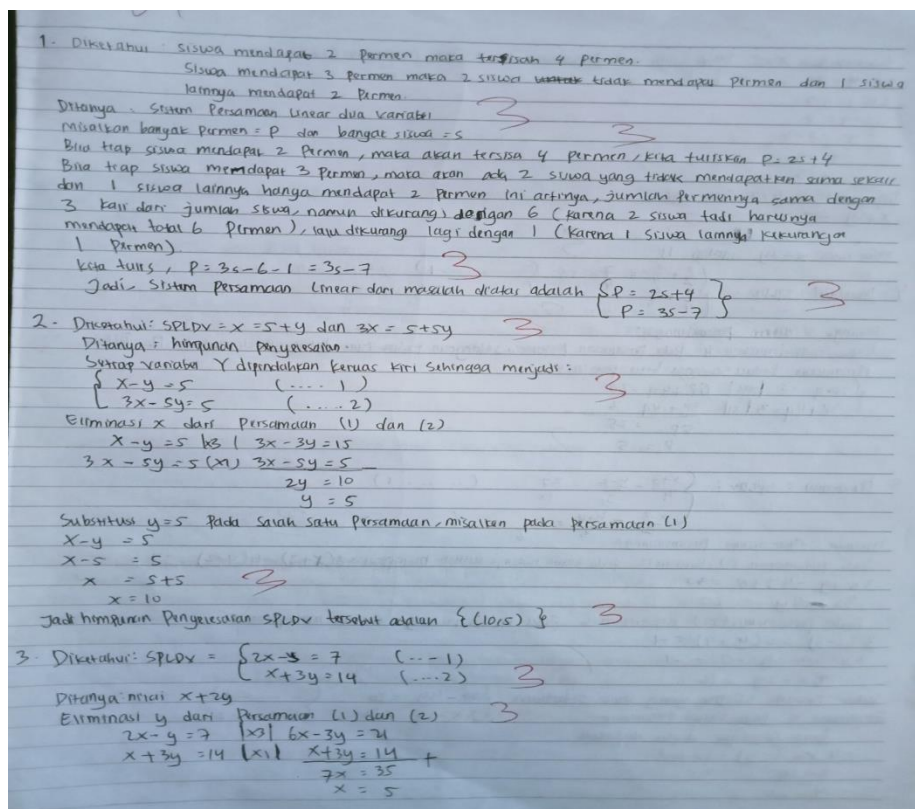 1. Diketahui : siswa mendapat 2 Permen maka tersisah 4 permen.
Siswa mendapat 3 permen maka 2 siswa tidak mendapat permen dan 1 siswa
lainnya mendapat 2 Permen.
Ditanya : Sistem Persamaan Linear dua variabel 3
misalkan banyak permen = P dan banyak siswa = s 3
Bila tiap siswa mendapat 2 Permen, maka akan tersisa 4 permen, kita tuliskan P = 2s+4
Bila tiap siswa memdapat 3 Permen, maka akan ada 2 siswa yang tidak mendapatkan sama sekali
dan 1 siswa lainnya hanya mendapat 2 Permen ini artinya, jumlah Permennya sama dengan
3 kali dari jumlah siswa, namun dikurangi dengan 6 (karena 2 siswa tadi harusnya
mendapat total 6 Permen), lalu dikurangi lagi dengan 1 (karena 1 siswa lainnya kekurangan
1 Permen).
kita tulis, P = 3s-6-1 = 3s-7 3
Jadi, Sistem persamaan Linear dari masalah diatas adalah { P = 2s+4 } 3
P = 3s-7
2. Diketahui: SPLDV = x = 5+y dan 3x = 5+5y 3
Ditanya = himpunan penyelesaian.
Setiap variabel Y dipindahkan keruas kiri sehingga menjadi :
{ x-y = 5 (.... 1) 3
3x-5y = 5 (.... 2)
Eliminasi x dari Persamaan (1) dan (2)
x-y = 5 |x3| 3x-3y = 15
3x-5y = 5 (x1) 3x-5y = 5 -
2y = 10
y = 5
Substitusi y = 5 Pada salah satu Persamaan, misalkan pada persamaan (1)
x-y = 5
x-5 = 5
x = 5+5 3
x = 10
Jadi himpunan Penyelesaian SPLDV tersebut adalah {(10,5)} 3
3. Diketahui: SPLDV = { 2x-y = 7 (...1)
x+3y = 14 (....2) 3
Ditanya nilai x+2y
Eliminasi y dari Persamaan (1) dan (2) 3
2x-y = 7 |x3| 6x-3y = 21
x+3y = 14 |x1| x+3y = 14 +
7x = 35
x = 5